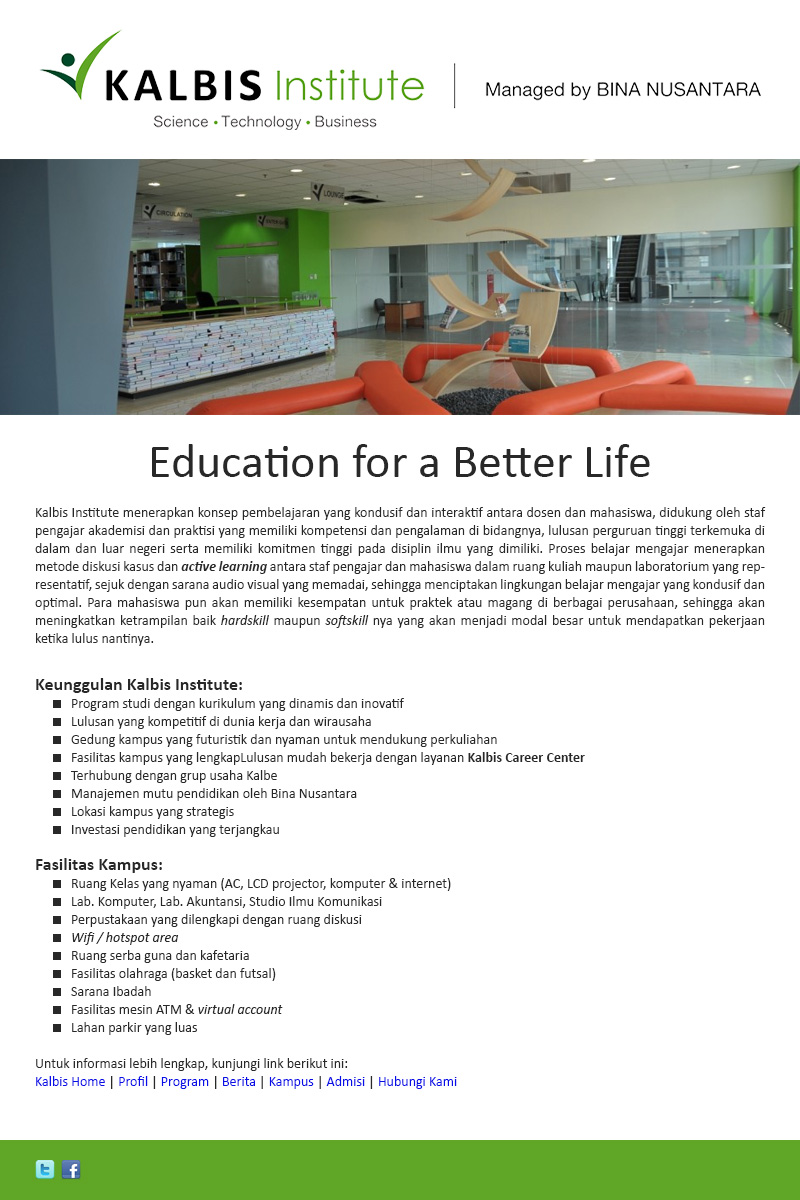 KALBIS Institute
Science • Technology • Business
Managed by BINA NUSANTARA
CIRCULATION
LOUNGE
Education for a Better Life
Kalbis Institute menerapkan konsep pembelajaran yang kondusif dan interaktif antara dosen dan mahasiswa, didukung oleh staf
pengajar akademisi dan praktisi yang memiliki kompetensi dan pengalaman di bidangnya, lulusan perguruan tinggi terkemuka di
dalam dan luar negeri serta memiliki komitmen tinggi pada disiplin ilmu yang dimiliki. Proses belajar mengajar menerapkan
metode diskusi kasus dan active learning antara staf pengajar dan mahasiswa dalam ruang kuliah maupun laboratorium yang rep-
resentatif, sejuk dengan sarana audio visual yang memadai, sehingga menciptakan lingkungan belajar mengajar yang kondusif dan
optimal. Para mahasiswa pun akan memiliki kesempatan untuk praktek atau magang di berbagai perusahaan, sehingga akan
meningkatkan ketrampilan baik hardskill maupun softskill nya yang akan menjadi modal besar untuk mendapatkan pekerjaan
ketika lulus nantinya.
Keunggulan Kalbis Institute:
■ Program studi dengan kurikulum yang dinamis dan inovatif
■ Lulusan yang kompetitif di dunia kerja dan wirausaha
■ Gedung kampus yang futuristik dan nyaman untuk mendukung perkuliahan
■ Fasilitas kampus yang lengkapLulusan mudah bekerja dengan layanan Kalbis Career Center
■ Terhubung dengan grup usaha Kalbe
■ Manajemen mutu pendidikan oleh Bina Nusantara
■ Lokasi kampus yang strategis
■ Investasi pendidikan yang terjangkau
Fasilitas Kampus:
■ Ruang Kelas yang nyaman (AC, LCD projector, komputer & internet)
■ Lab. Komputer, Lab. Akuntansi, Studio Ilmu Komunikasi
■ Perpustakaan yang dilengkapi dengan ruang diskusi
■ Wifi / hotspot area
■ Ruang serba guna dan kafetaria
■ Fasilitas olahraga (basket dan futsal)
■ Sarana Ibadah
■ Fasilitas mesin ATM & virtual account
■ Lahan parkir yang luas
Untuk informasi lebih lengkap, kunjungi link berikut ini:
Kalbis Home | Profil | Program | Berita | Kampus | Admisi | Hubungi Kami